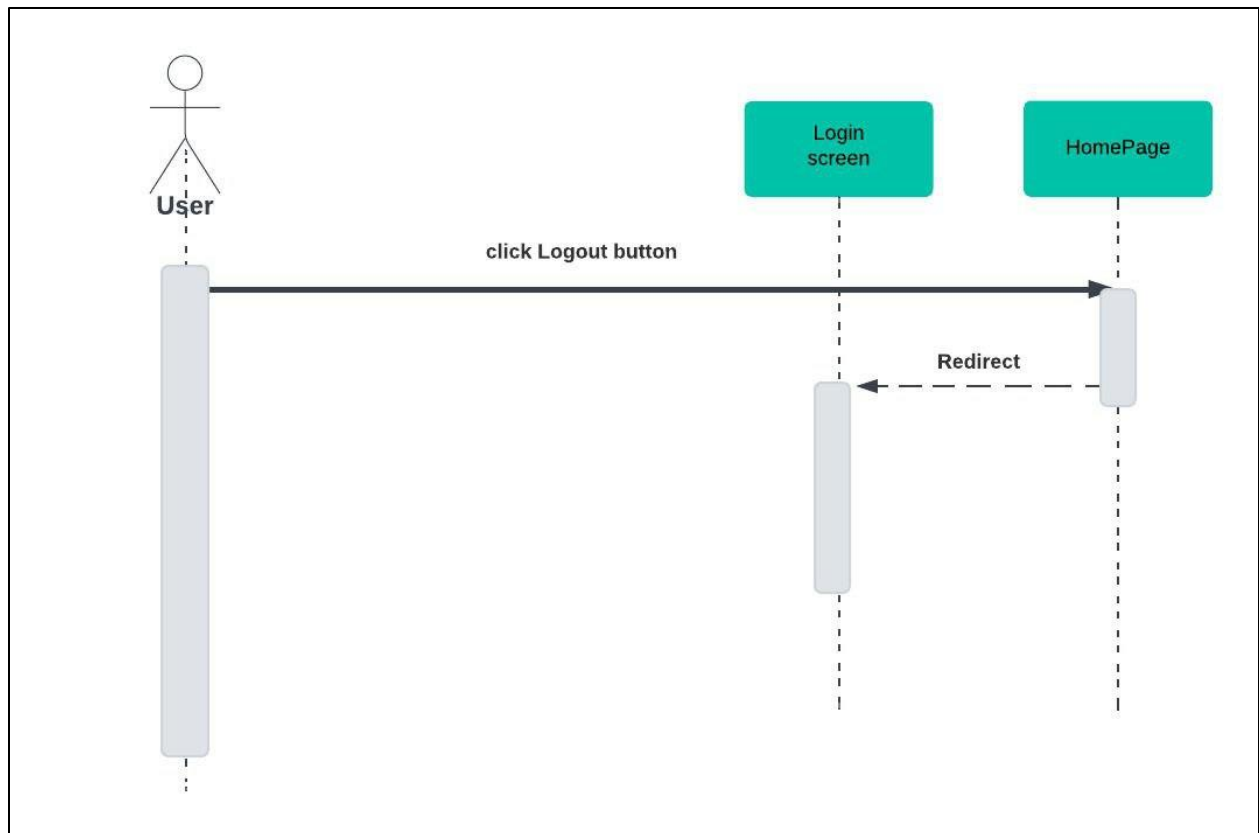 Login
screen
HomePage
User
click Logout button
Redirect